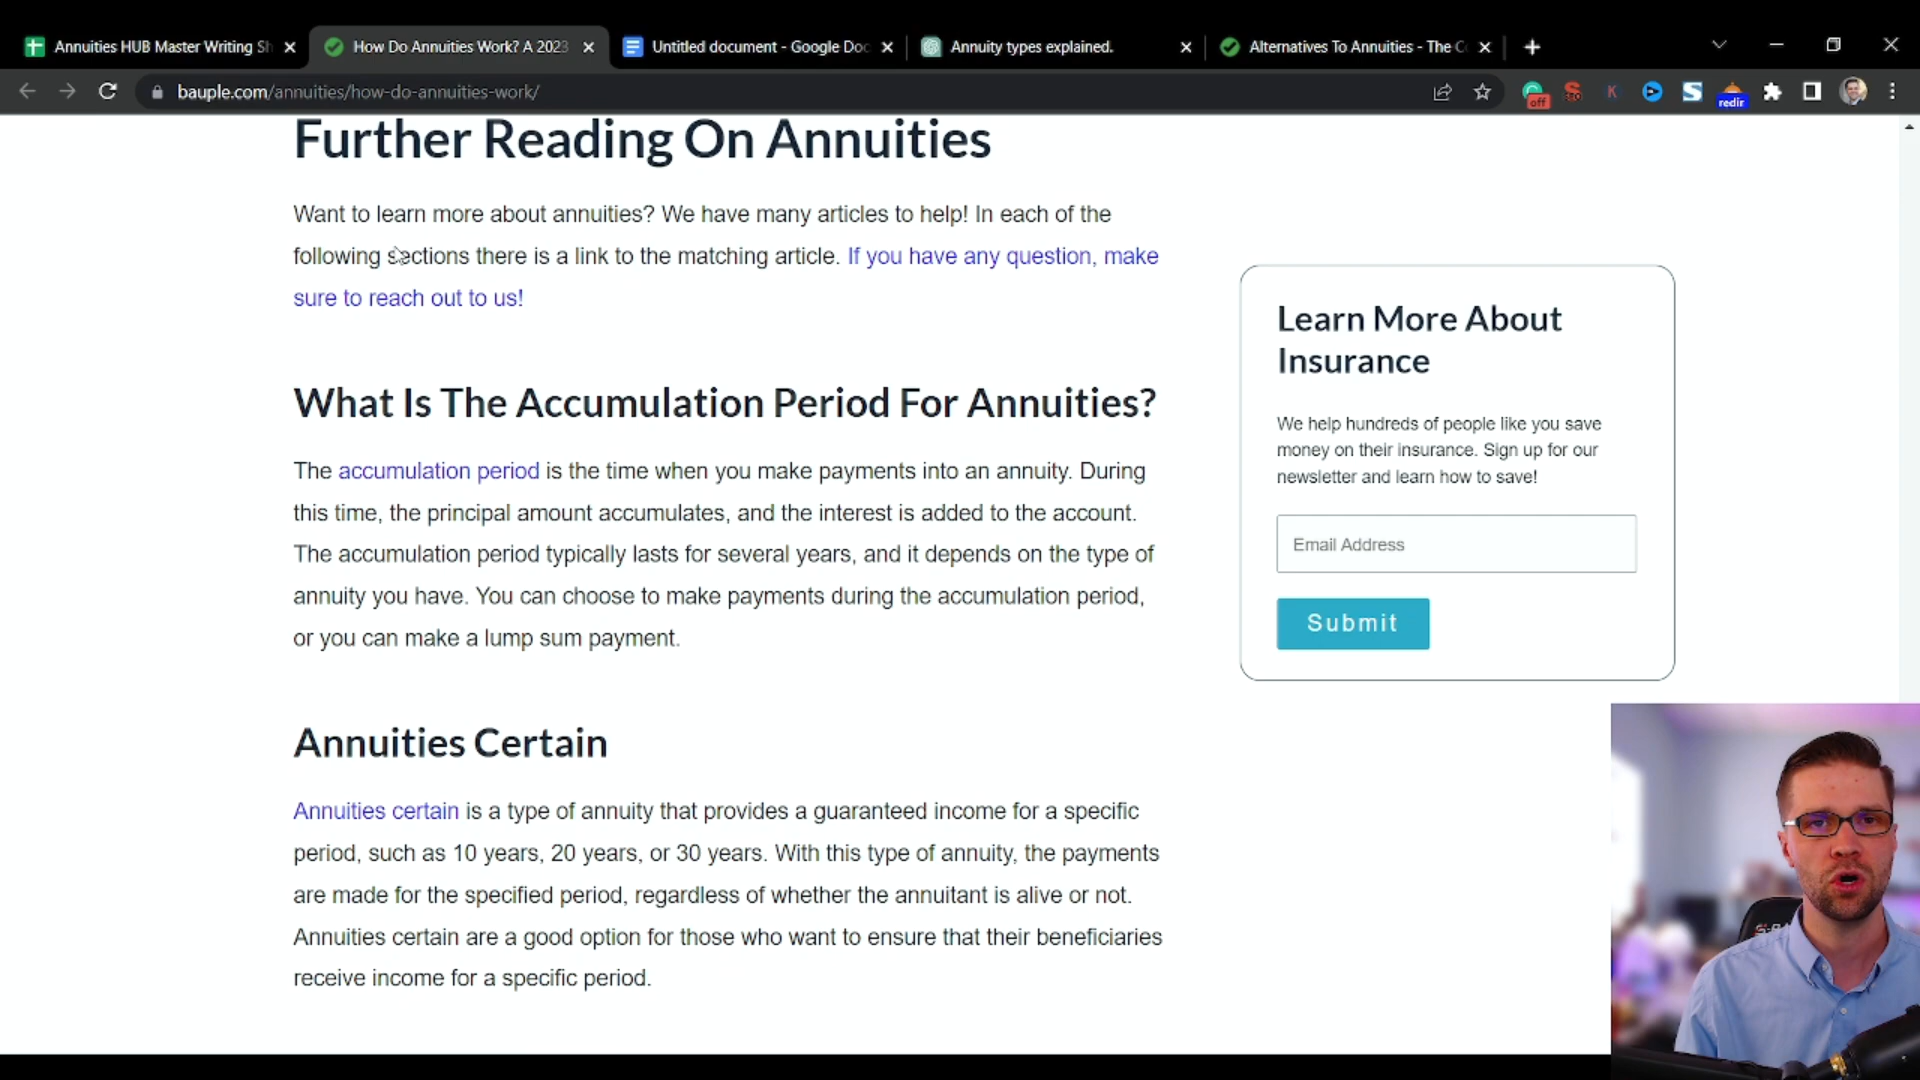 Annuities HUB Master Writing Sh
How Do Annuities Work? A 2023
Untitled document - Google Doc
Annuity types explained.
Alternatives To Annuities - The C
bauple.com/annuities/how-do-annuities-work/
off
redir
Further Reading On Annuities
Want to learn more about annuities? We have many articles to help! In each of the
following sections there is a link to the matching article. If you have any question, make
sure to reach out to us!
What Is The Accumulation Period For Annuities?
The accumulation period is the time when you make payments into an annuity. During
this time, the principal amount accumulates, and the interest is added to the account.
The accumulation period typically lasts for several years, and it depends on the type of
annuity you have. You can choose to make payments during the accumulation period,
or you can make a lump sum payment.
Annuities Certain
Annuities certain is a type of annuity that provides a guaranteed income for a specific
period, such as 10 years, 20 years, or 30 years. With this type of annuity, the payments
are made for the specified period, regardless of whether the annuitant is alive or not.
Annuities certain are a good option for those who want to ensure that their beneficiaries
receive income for a specific period.
Learn More About
Insurance
We help hundreds of people like you save
money on their insurance. Sign up for our
newsletter and learn how to save!
Email Address
Submit